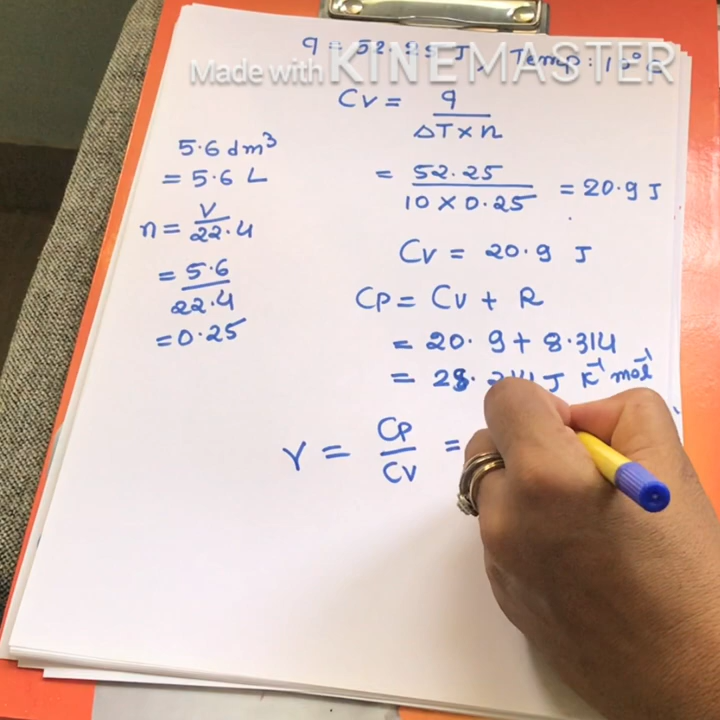 q = 52.25 J, Temp: 10°C
Made with KINEMASTER
Cv = q / ΔT × n
5.6 dm³
= 5.6 L
= 52.25 / 10 × 0.25 = 20.9 J
n = V / 22.4
Cv = 20.9 J
= 5.6 / 22.4
Cp = Cv + R
= 0.25
= 20.9 + 8.314
= J K⁻¹ mol⁻¹
γ = Cp / Cv =